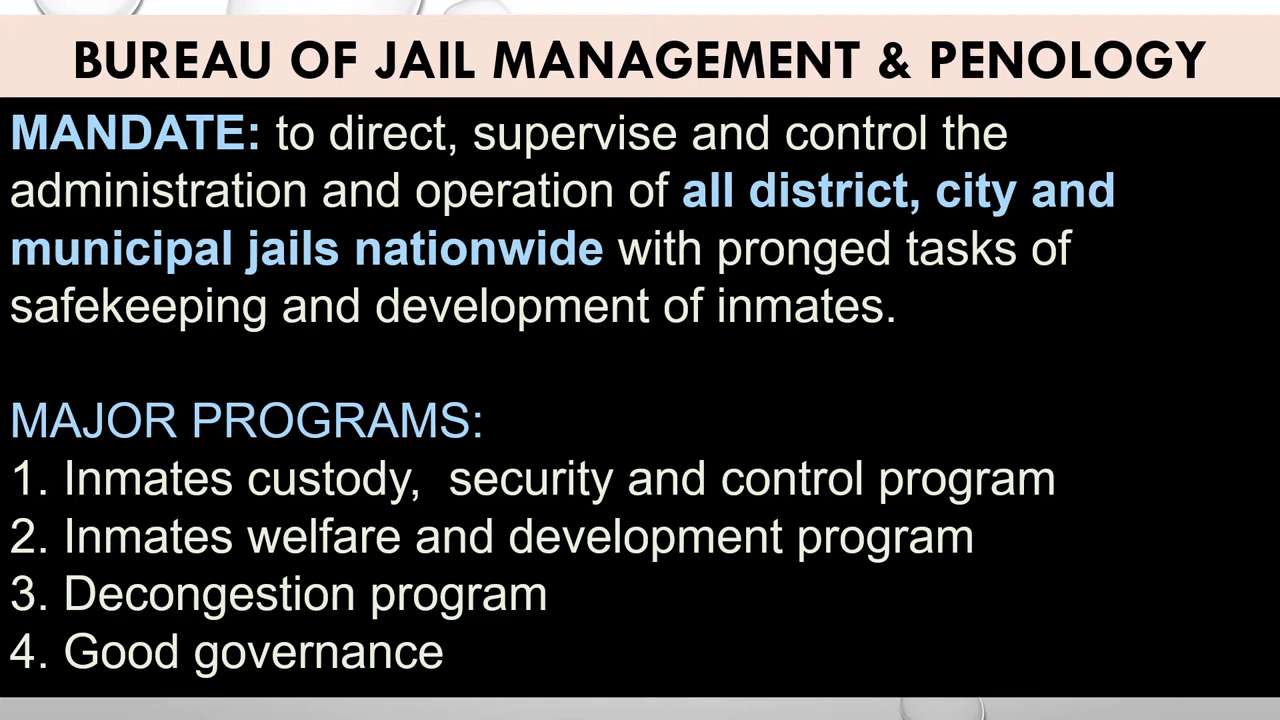 BUREAU OF JAIL MANAGEMENT & PENOLOGY
MANDATE: to direct, supervise and control the
administration and operation of all district, city and
municipal jails nationwide with pronged tasks of
safekeeping and development of inmates.
MAJOR PROGRAMS:
1. Inmates custody,  security and control program
2. Inmates welfare and development program
3. Decongestion program
4. Good governance